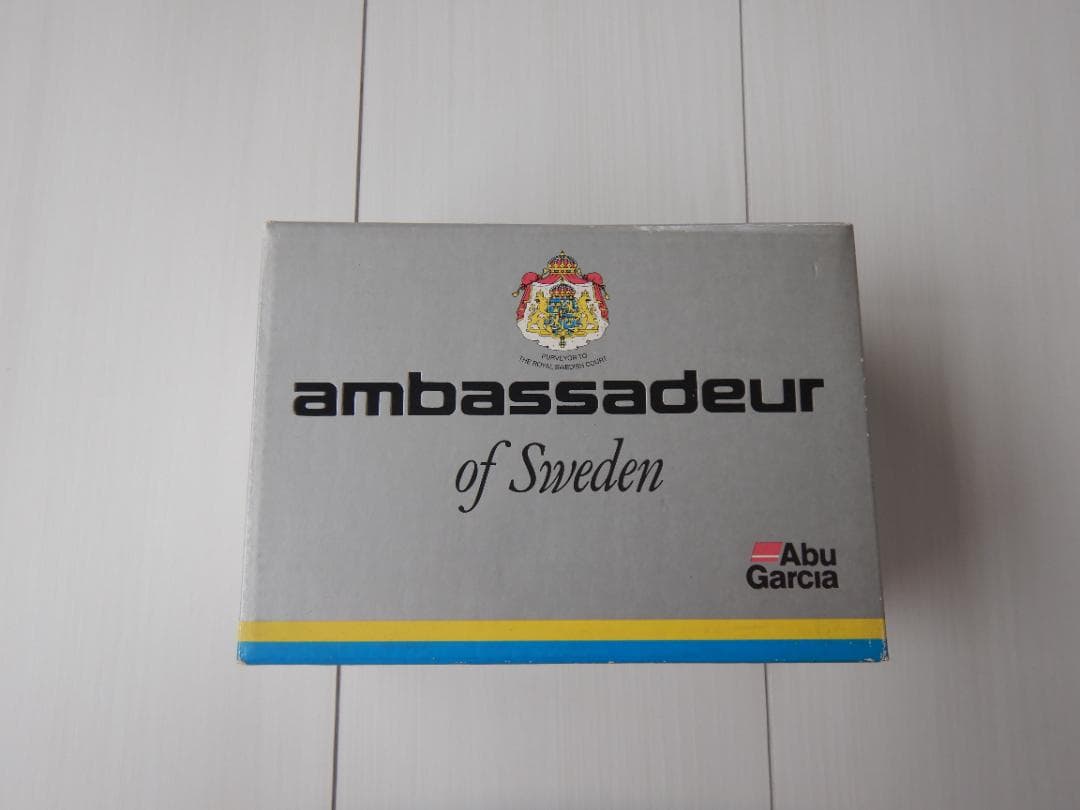 PURVEYOR TO
THE ROYAL SWEDISH COURT
ambassadeur
of Sweden
Abu
Garcia